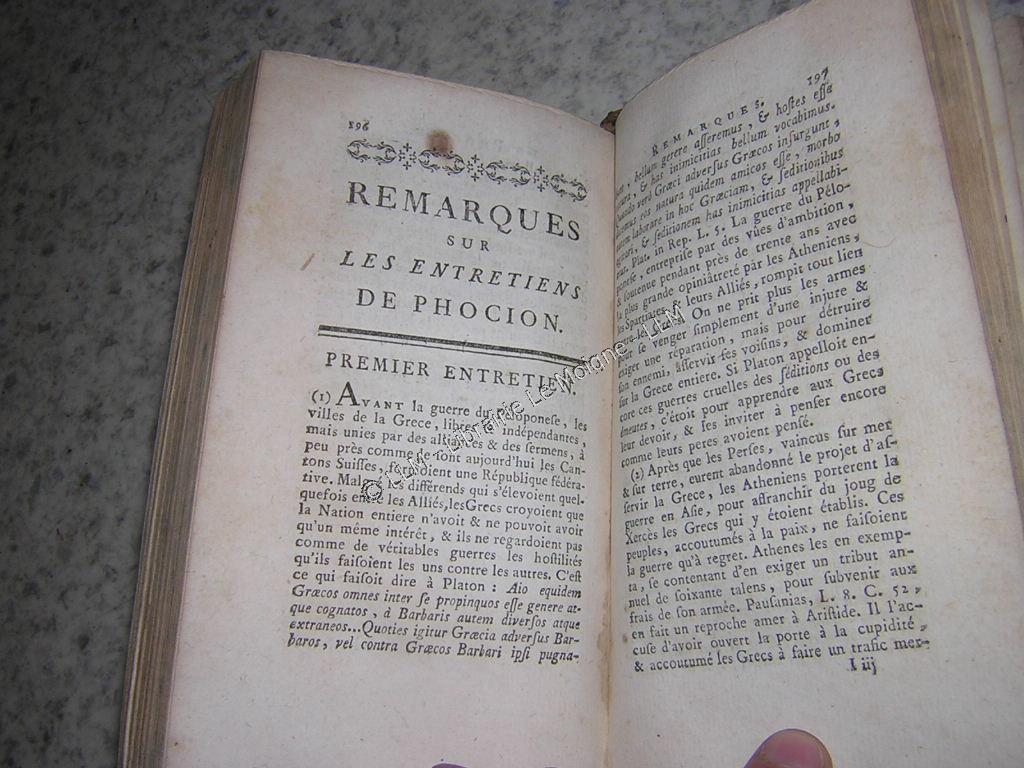 196
REMARQUES
SUR
LES ENTRETIENS
DE PHOCION.
PREMIER ENTRETIEN.
(1) AVANT la guerre du Péloponese, les
villes de la Grece, libres & indépendantes,
mais unies par des alliances & des sermens, à
peu près comme le sont aujourd'hui les Can-
tons Suisses, formoient une République fédéra-
tive. Malgré les différends qui s'élevoient quel-
quefois entre les Alliés, les Grecs croyoient que
la Nation entiere n'avoit & ne pouvoit avoir
qu'un même intérêt, & ils ne regardoient pas
comme de véritables guerres les hostilités
qu'ils faisoient les uns contre les autres. C'est
ce qui faisoit dire à Platon : Aio equidem
Græcos omnes inter se propinquos esse genere at-
que cognatos, à Barbaris autem diversos atque
extraneos...Quoties igitur Græcia adversus Bar-
baros, vel contra Græcos Barbari ipsi pugna-
REMARQUES. 197
bellum gerere asseremus, & hostes esse
& has inimicitias bellum vocabimus.
verò Græci adversus Græcos insurgunt,
eos natura quidem amicos esse, morbo
laborare in hoc Græciam, & seditionibus
& seditionem has inimicitias appellabi-
Plat. in Rep. L. 5. La guerre du Pélo-
ponese, entreprise par des vûes d'ambition,
& soutenue pendant près de trente ans avec
la plus grande opiniâtreté par les Atheniens,
les Spartiates & leurs Alliés, rompit tout lien
entre les Grecs. On ne prit plus les armes
pour se venger simplement d'une injure &
exiger une réparation, mais pour détruire
son ennemi, asservir ses voisins, & dominer
sur la Grece entiere. Si Platon appelloit en-
core ces guerres cruelles des séditions ou des
émeutes, c'étoit pour apprendre aux Grecs
leur devoir, & les inviter à penser encore
comme leurs peres avoient pensé.
(2) Après que les Perses, vaincus sur mer
& sur terre, eurent abandonné le projet d'as-
servir la Grece, les Atheniens porterent la
guerre en Asie, pour affranchir du joug de
Xercès les Grecs qui y étoient établis. Ces
peuples, accoutumés à la paix, ne faisoient
la guerre qu'à regret. Athenes les en exemp-
ta, se contentant d'en exiger un tribut an-
nuel de soixante talens, pour subvenir aux
frais de son armée. Pausanias, L. 8. C. 52,
en fait un reproche amer à Aristide. Il l'ac-
cuse d'avoir ouvert la porte à la cupidité,
& accoutumé les Grecs à faire un trafic mer-
I iij
Librairie Le Moigne - LLM